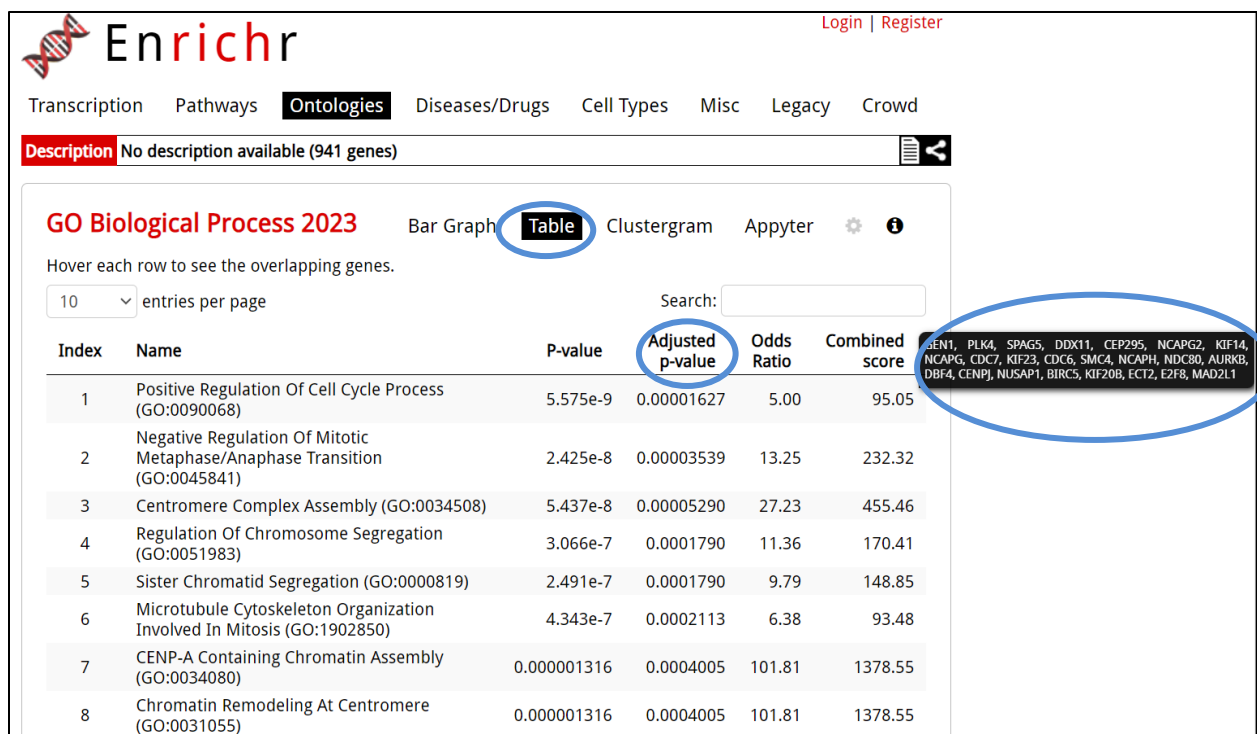 Enrichr
Login | Register
Transcription Pathways Ontologies Diseases/Drugs Cell Types Misc Legacy Crowd
Description No description available (941 genes)
GO Biological Process 2023 Bar Graph Table Clustergram Appyter
Hover each row to see the overlapping genes.
10 entries per page Search:
Index Name P-value Adjusted p-value Odds Ratio Combined score
GEN1, PLK4, SPAG5, DDX11, CEP295, NCAPG2, KIF14,
NCAPG, CDC7, KIF23, CDC6, SMC4, NCAPH, NDC80, AURKB,
DBF4, CENPJ, NUSAP1, BIRC5, KIF20B, ECT2, E2F8, MAD2L1
1 Positive Regulation Of Cell Cycle Process (GO:0090068) 5.575e-9 0.00001627 5.00 95.05
2 Negative Regulation Of Mitotic Metaphase/Anaphase Transition (GO:0045841) 2.425e-8 0.00003539 13.25 232.32
3 Centromere Complex Assembly (GO:0034508) 5.437e-8 0.00005290 27.23 455.46
4 Regulation Of Chromosome Segregation (GO:0051983) 3.066e-7 0.0001790 11.36 170.41
5 Sister Chromatid Segregation (GO:0000819) 2.491e-7 0.0001790 9.79 148.85
6 Microtubule Cytoskeleton Organization Involved In Mitosis (GO:1902850) 4.343e-7 0.0002113 6.38 93.48
7 CENP-A Containing Chromatin Assembly (GO:0034080) 0.000001316 0.0004005 101.81 1378.55
8 Chromatin Remodeling At Centromere (GO:0031055) 0.000001316 0.0004005 101.81 1378.55